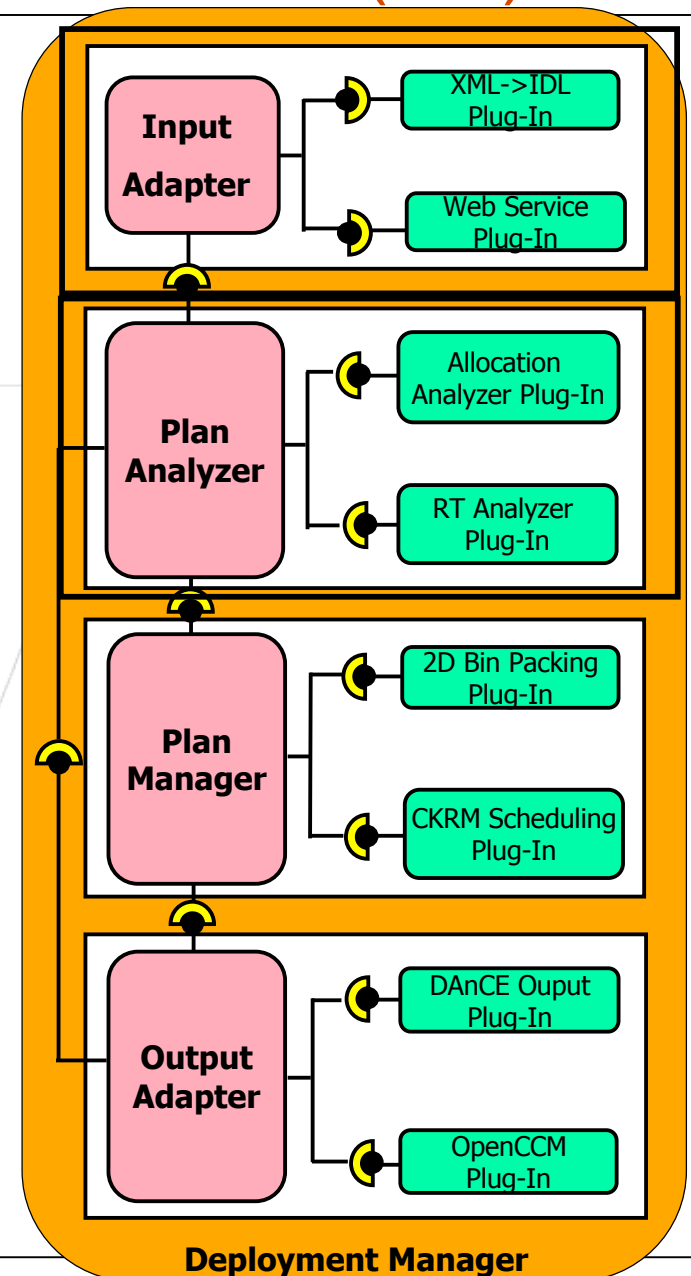 Input
Adapter
XML->IDL
Plug-In
Web Service
Plug-In
Plan
Analyzer
Allocation
Analyzer Plug-In
RT Analyzer
Plug-In
Plan
Manager
2D Bin Packing
Plug-In
CKRM Scheduling
Plug-In
Output
Adapter
DAnCE Ouput
Plug-In
OpenCCM
Plug-In
Deployment Manager